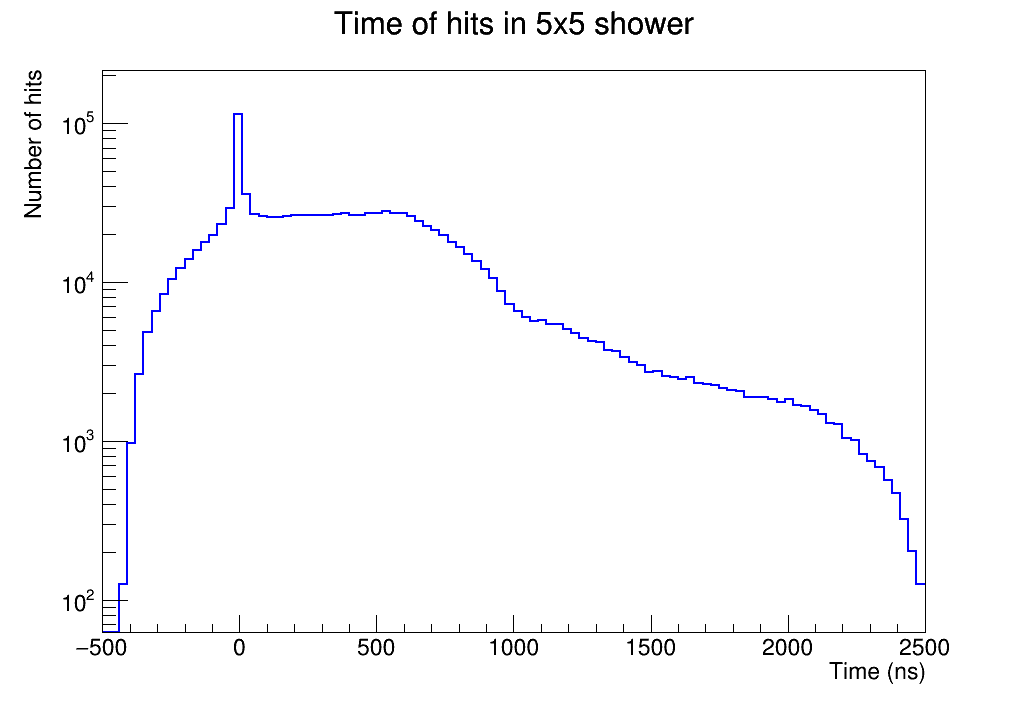 Time of hits in 5x5 shower
Number of hits
10^5
10^4
10^3
10^2
−500 0 500 1000 1500 2000 2500
Time (ns)